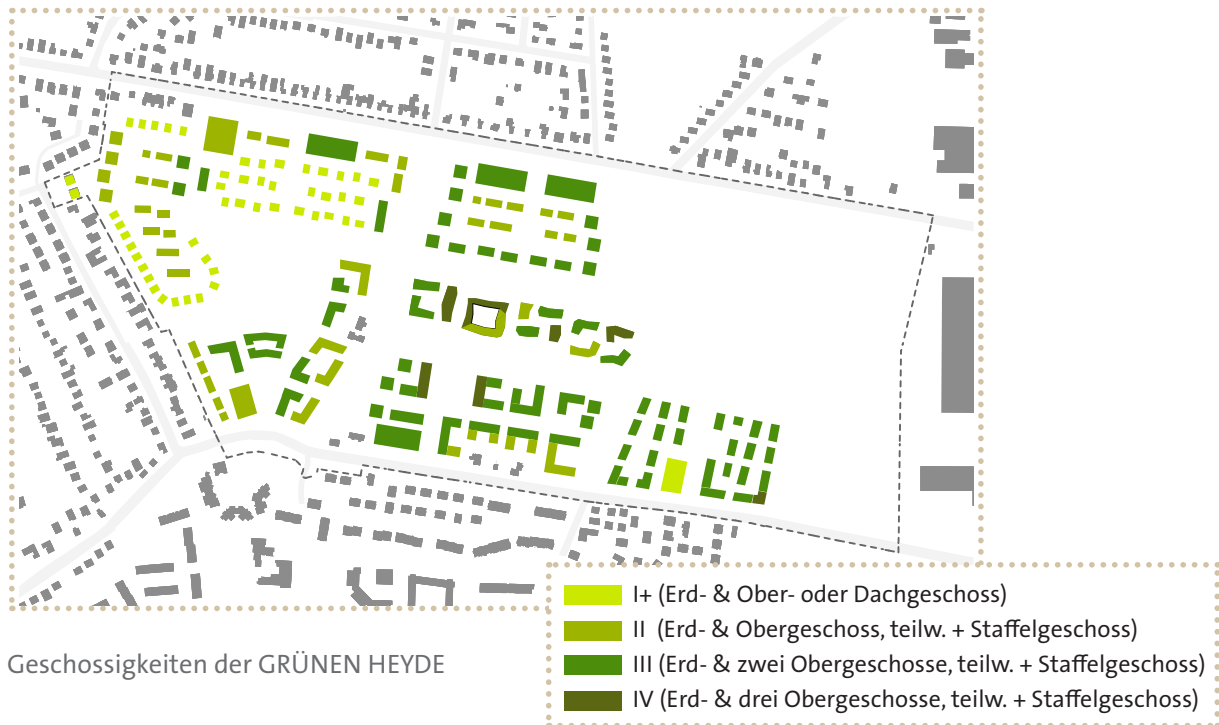 I+ (Erd- & Ober- oder Dachgeschoss)
II (Erd- & Obergeschoss, teilw. + Staffelgeschoss)
III (Erd- & zwei Obergeschosse, teilw. + Staffelgeschoss)
IV (Erd- & drei Obergeschosse, teilw. + Staffelgeschoss)
Geschossigkeiten der GRÜNEN HEYDE